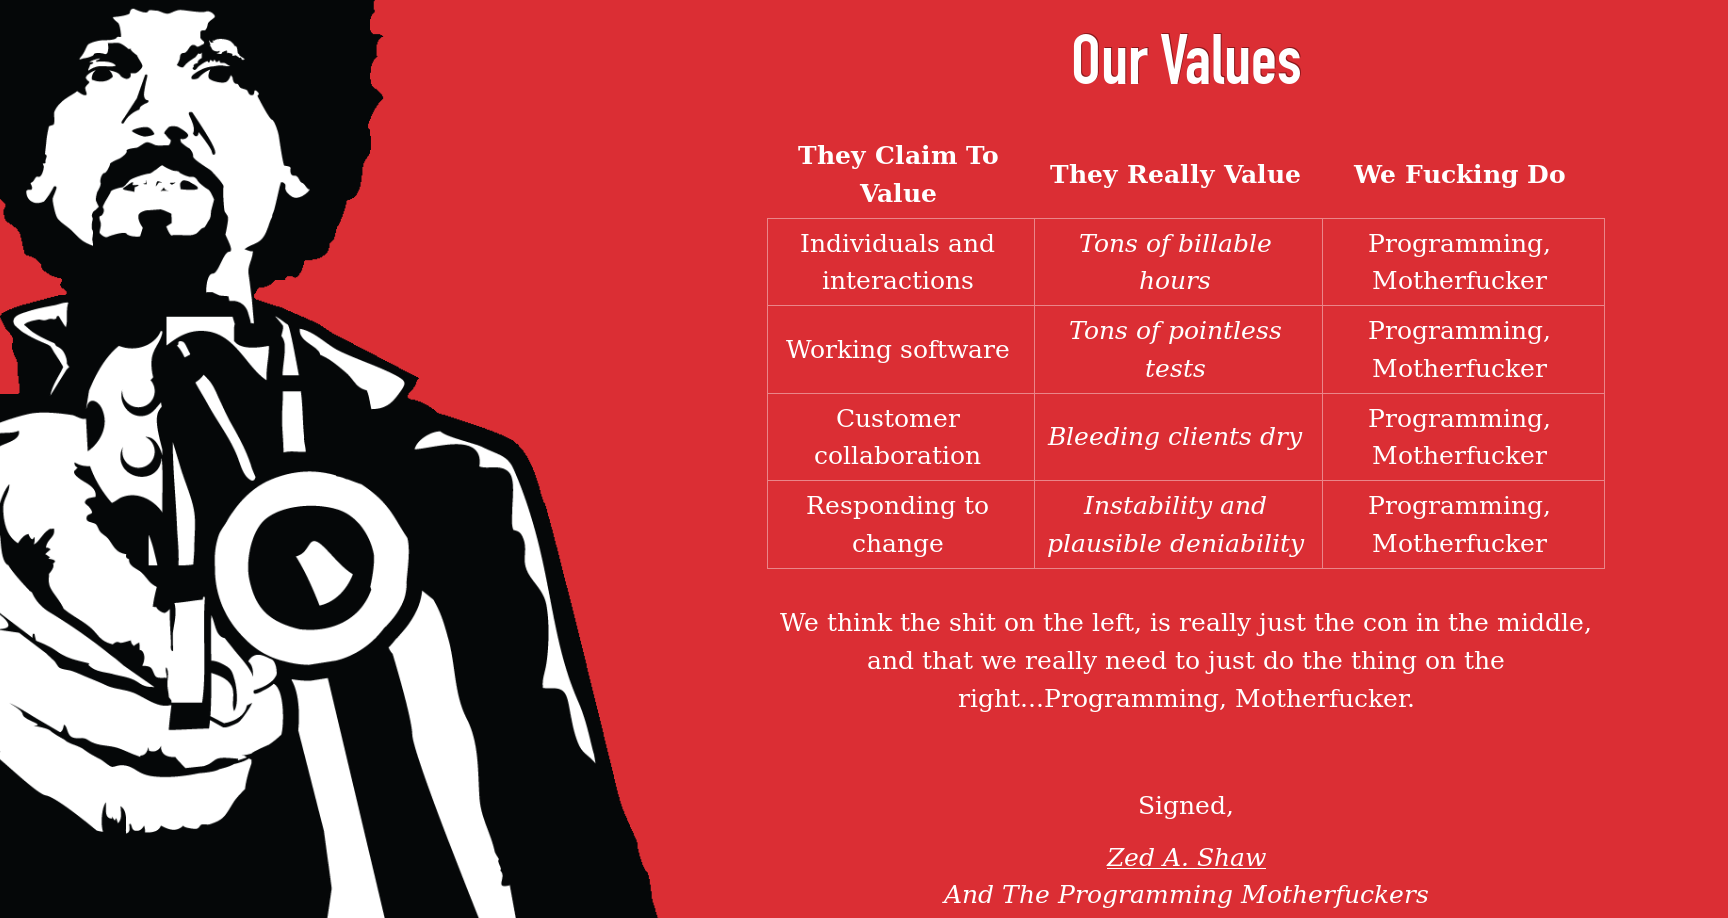 Our Values
They Claim To
Value
They Really Value
We Fucking Do
Individuals and
interactions
Tons of billable
hours
Programming,
Motherfucker
Working software
Tons of pointless
tests
Programming,
Motherfucker
Customer
collaboration
Bleeding clients dry
Programming,
Motherfucker
Responding to
change
Instability and
plausible deniability
Programming,
Motherfucker
We think the shit on the left, is really just the con in the middle,
and that we really need to just do the thing on the
right...Programming, Motherfucker.
Signed,
Zed A. Shaw
And The Programming Motherfuckers